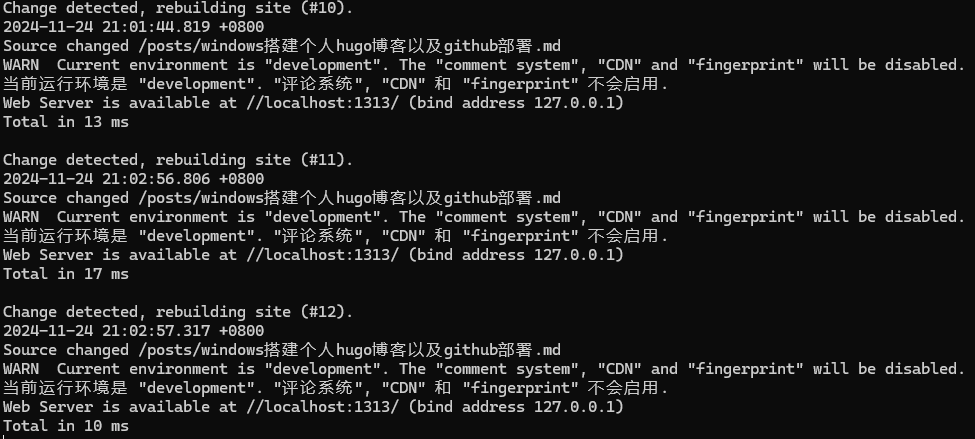 Change detected, rebuilding site (#10).
2024-11-24 21:01:44.819 +0800
Source changed /posts/windows搭建个人hugo博客以及github部署.md
WARN  Current environment is "development". The "comment system", "CDN" and "fingerprint" will be disabled.
当前运行环境是 "development". "评论系统", "CDN" 和 "fingerprint" 不会启用.
Web Server is available at //localhost:1313/ (bind address 127.0.0.1)
Total in 13 ms
Change detected, rebuilding site (#11).
2024-11-24 21:02:56.806 +0800
Source changed /posts/windows搭建个人hugo博客以及github部署.md
WARN  Current environment is "development". The "comment system", "CDN" and "fingerprint" will be disabled.
当前运行环境是 "development". "评论系统", "CDN" 和 "fingerprint" 不会启用.
Web Server is available at //localhost:1313/ (bind address 127.0.0.1)
Total in 17 ms
Change detected, rebuilding site (#12).
2024-11-24 21:02:57.317 +0800
Source changed /posts/windows搭建个人hugo博客以及github部署.md
WARN  Current environment is "development". The "comment system", "CDN" and "fingerprint" will be disabled.
当前运行环境是 "development". "评论系统", "CDN" 和 "fingerprint" 不会启用.
Web Server is available at //localhost:1313/ (bind address 127.0.0.1)
Total in 10 ms